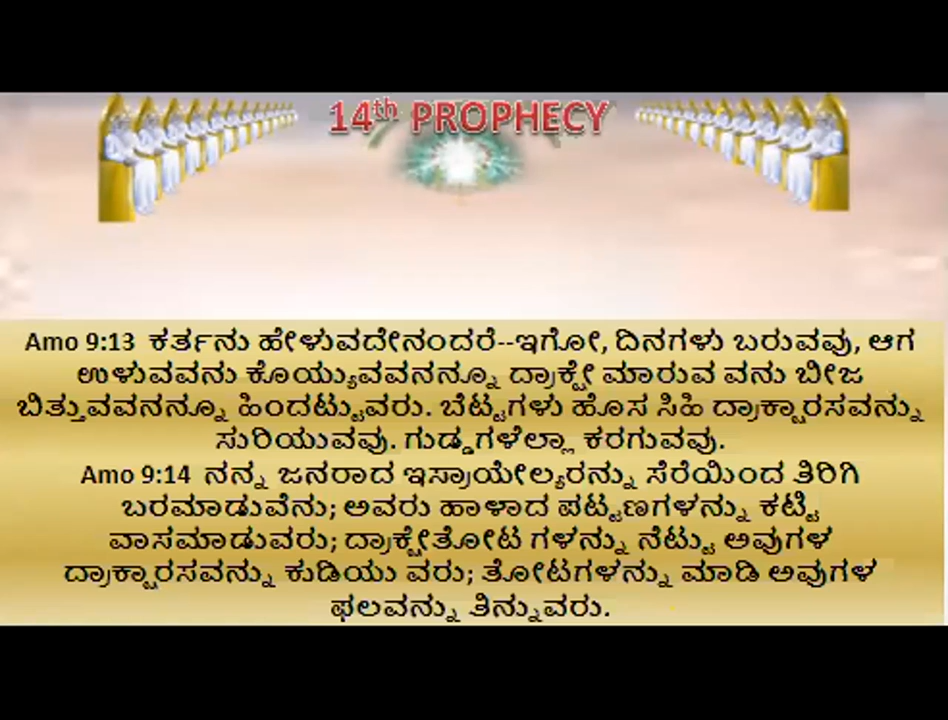 14th PROPHECY
Amo 9:13 ಕರ್ತನು ಹೇಳುವದೇನಂದರೆ--ಇಗೋ, ದಿನಗಳು ಬರುವವು, ಆಗ
ಉಳುವವನು ಕೊಯ್ಯುವವನನ್ನೂ ದ್ರಾಕ್ಷೇ ಮಾರುವ ವನು ಬೀಜ
ಬಿತ್ತುವವನನ್ನೂ ಹಿಂದಟ್ಟುವರು. ಬೆಟ್ಟಗಳು ಹೊಸ ಸಿಹಿ ದ್ರಾಕ್ಷಾರಸವನ್ನು
ಸುರಿಯುವವು. ಗುಡ್ಡಗಳೆಲ್ಲಾ ಕರಗುವವು.
Amo 9:14 ನನ್ನ ಜನರಾದ ಇಸ್ರಾಯೇಲ್ಯರನ್ನು ಸೆರೆಯಿಂದ ತಿರಿಗಿ
ಬರಮಾಡುವೆನು; ಅವರು ಹಾಳಾದ ಪಟ್ಟಣಗಳನ್ನು ಕಟ್ಟಿ
ವಾಸಮಾಡುವರು; ದ್ರಾಕ್ಷೇತೋಟ ಗಳನ್ನು ನೆಟ್ಟು ಅವುಗಳ
ದ್ರಾಕ್ಷಾರಸವನ್ನು ಕುಡಿಯು ವರು; ತೋಟಗಳನ್ನು ಮಾಡಿ ಅವುಗಳ
ಫಲವನ್ನು ತಿನ್ನುವರು.